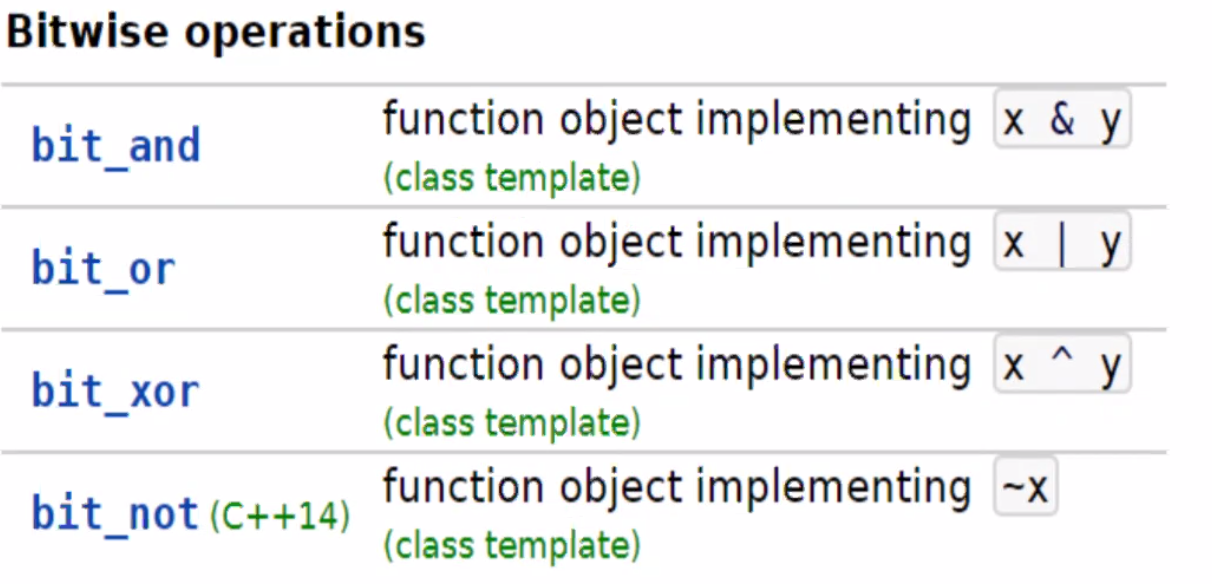 Bitwise operations
bit_and function object implementing x & y
(class template)
bit_or function object implementing x | y
(class template)
bit_xor function object implementing x ^ y
(class template)
bit_not (C++14) function object implementing ~x
(class template)